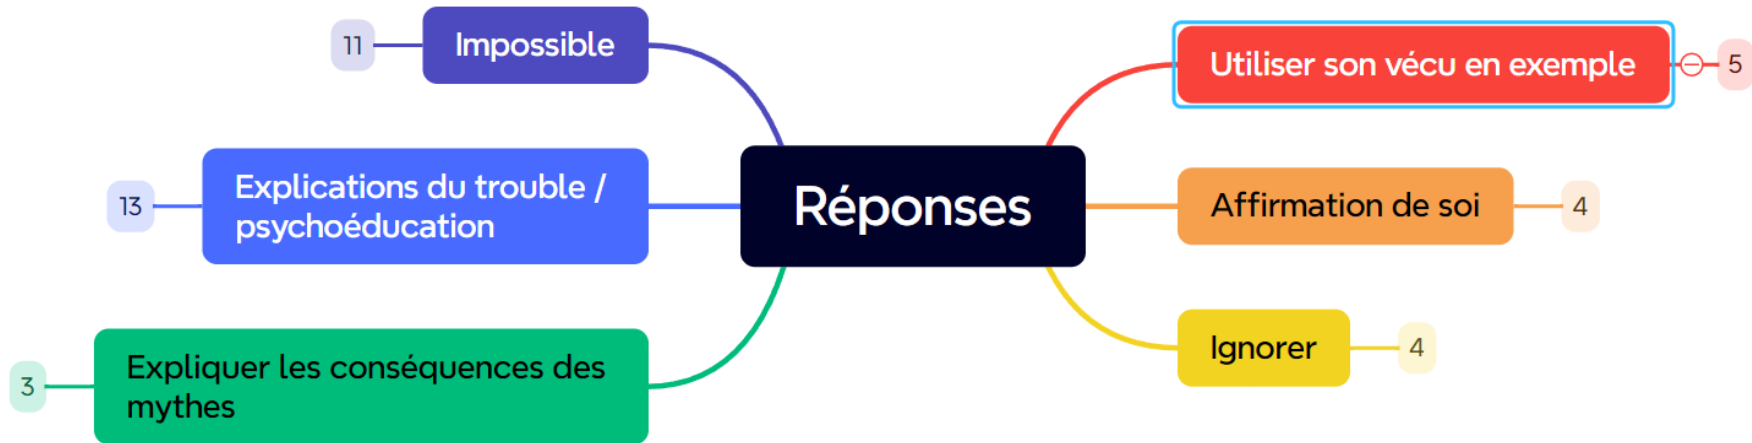 Réponses
Utiliser son vécu en exemple
5
Affirmation de soi
4
Ignorer
4
Impossible
11
Explications du trouble /
psychoéducation
13
Expliquer les conséquences des
mythes
3